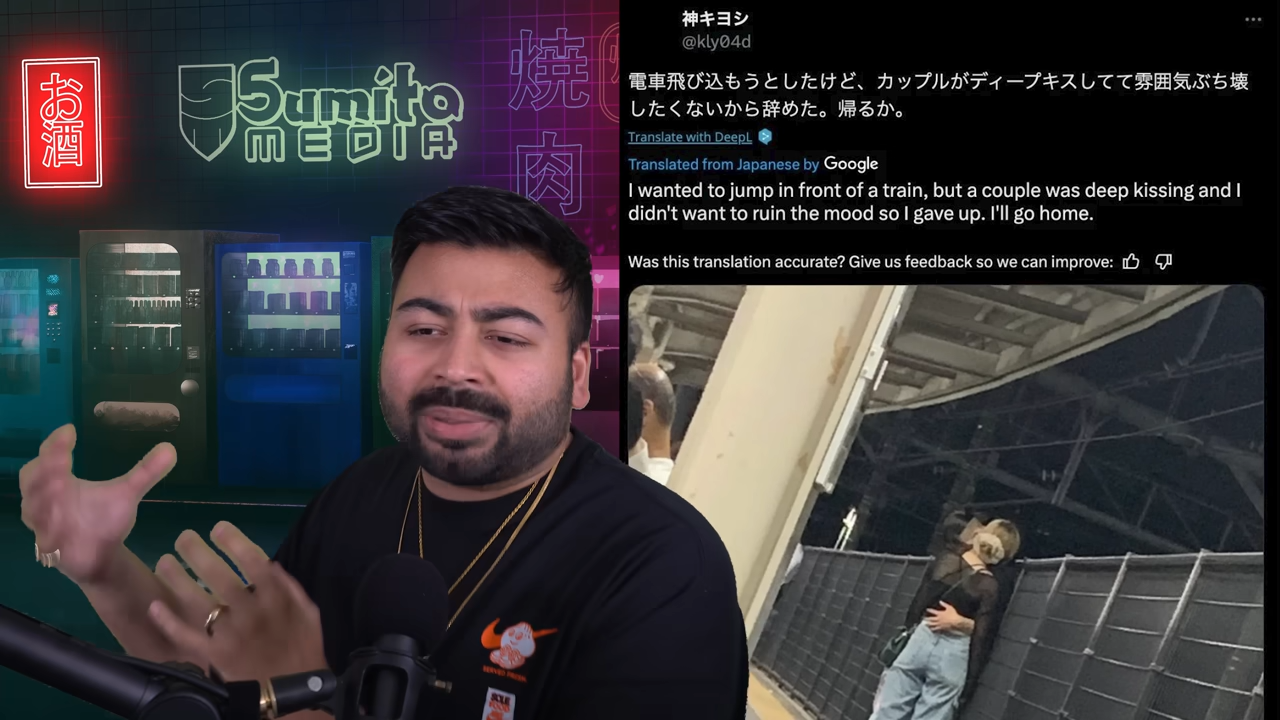 お酒
Sumito
MEDIA
焼
肉
神キヨシ
@kly04d
電車飛び込もうとしたけど、カップルがディープキスしてて雰囲気ぶち壊
したくないから辞めた。帰るか。
Translate with DeepL
Translated from Japanese by Google
I wanted to jump in front of a train, but a couple was deep kissing and I
didn't want to ruin the mood so I gave up. I'll go home.
Was this translation accurate? Give us feedback so we can improve:
SERVED FRESH